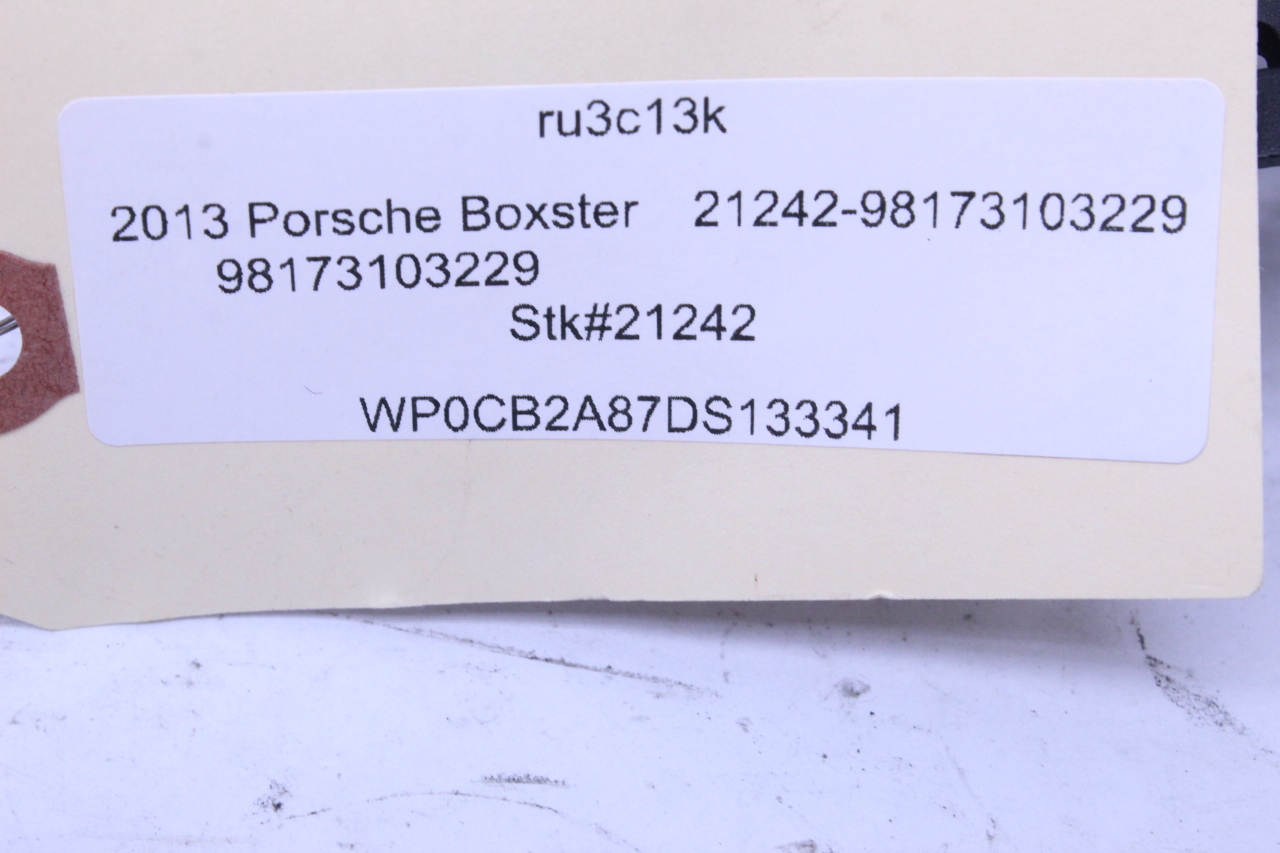 ru3c13k
2013 Porsche Boxster 21242-98173103229
98173103229
Stk#21242
WP0CB2A87DS133341